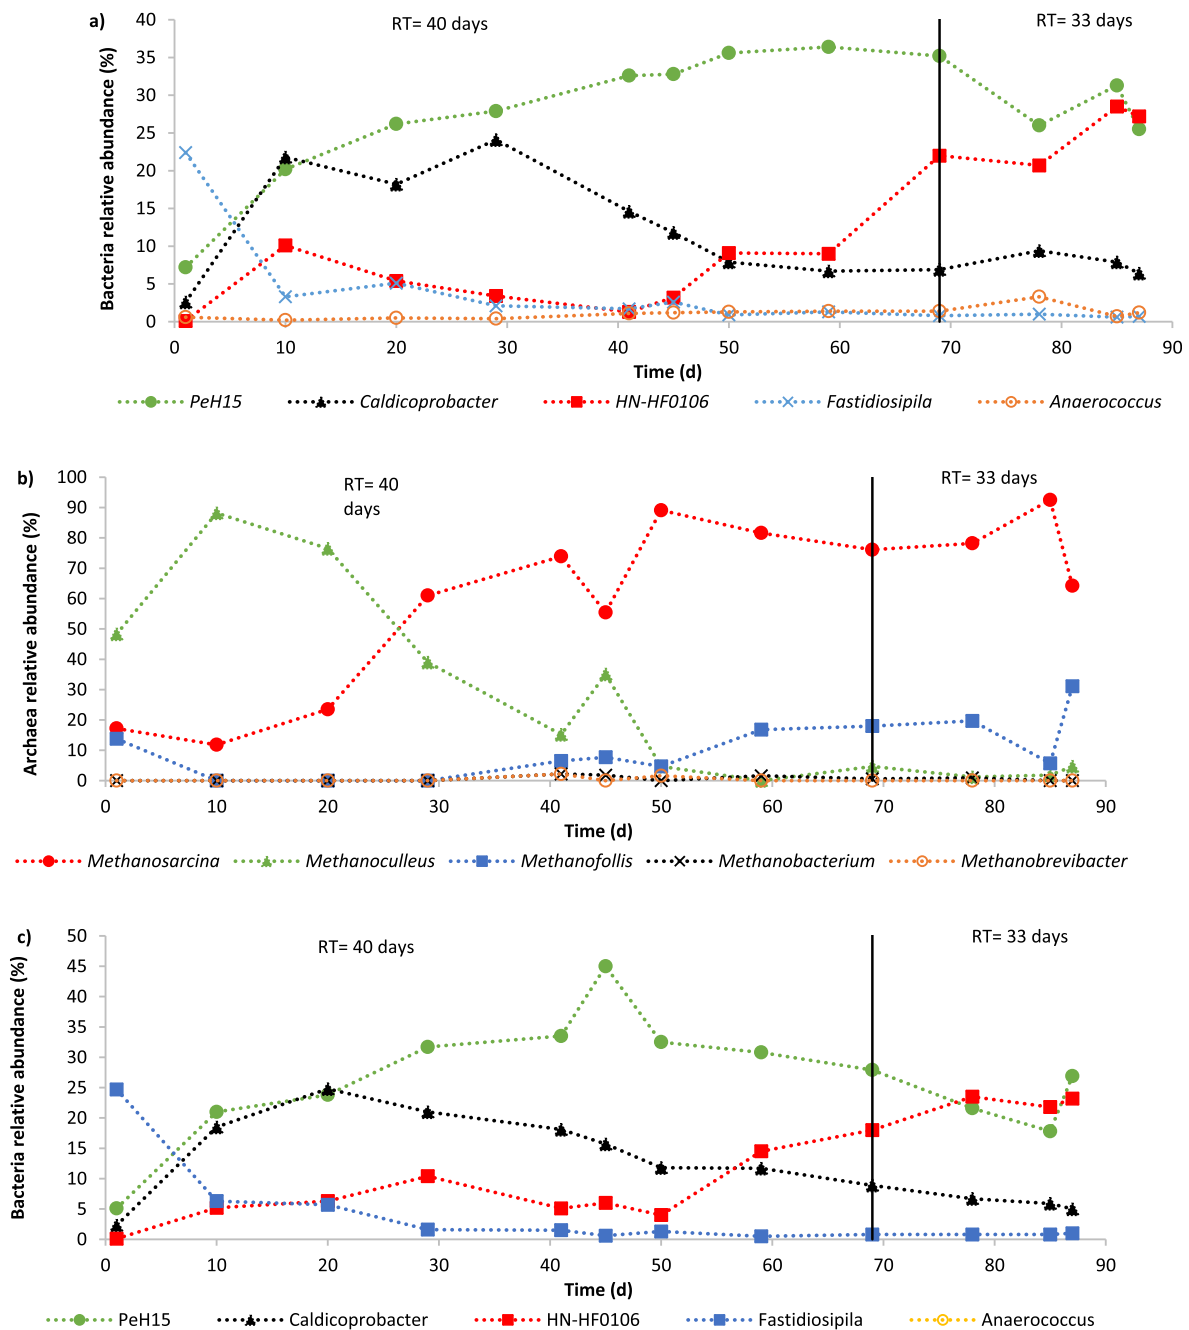 a)
RT= 40 days
RT= 33 days
Bacteria relative abundance (%)
40
35
30
25
20
15
10
5
0
0 10 20 30 40 50 60 70 80 90
Time (d)
PeH15 Caldicoprobacter HN-HF0106 Fastidiosipila Anaerococcus
b)
RT= 40
days
RT= 33 days
Archaea relative abundance (%)
100
90
80
70
60
50
40
30
20
10
0
0 10 20 30 40 50 60 70 80 90
Time (d)
Methanosarcina Methanoculleus Methanofollis Methanobacterium Methanobrevibacter
c)
RT= 40 days
RT= 33 days
Bacteria relative abundance (%)
50
45
40
35
30
25
20
15
10
5
0
0 10 20 30 40 50 60 70 80 90
Time (d)
PeH15 Caldicoprobacter HN-HF0106 Fastidiosipila Anaerococcus